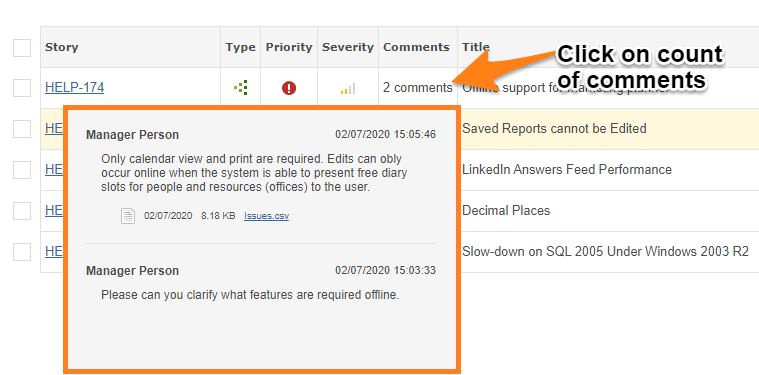 Story Type Priority Severity Comments Title
Click on count
of comments
HELP-174 2 comments Offline support for
HE
Manager Person 02/07/2020 15:05:46
Saved Reports cannot be Edited
Only calendar view and print are required. Edits can obly
occur online when the system is able to present free diary
slots for people and resources (offices) to the user.
HE LinkedIn Answers Feed Performance
02/07/2020 8.18 KB Issues.csv
HE Decimal Places
HE Slow-down on SQL 2005 Under Windows 2003 R2
Manager Person 02/07/2020 15:03:33
Please can you clarify what features are required offline.